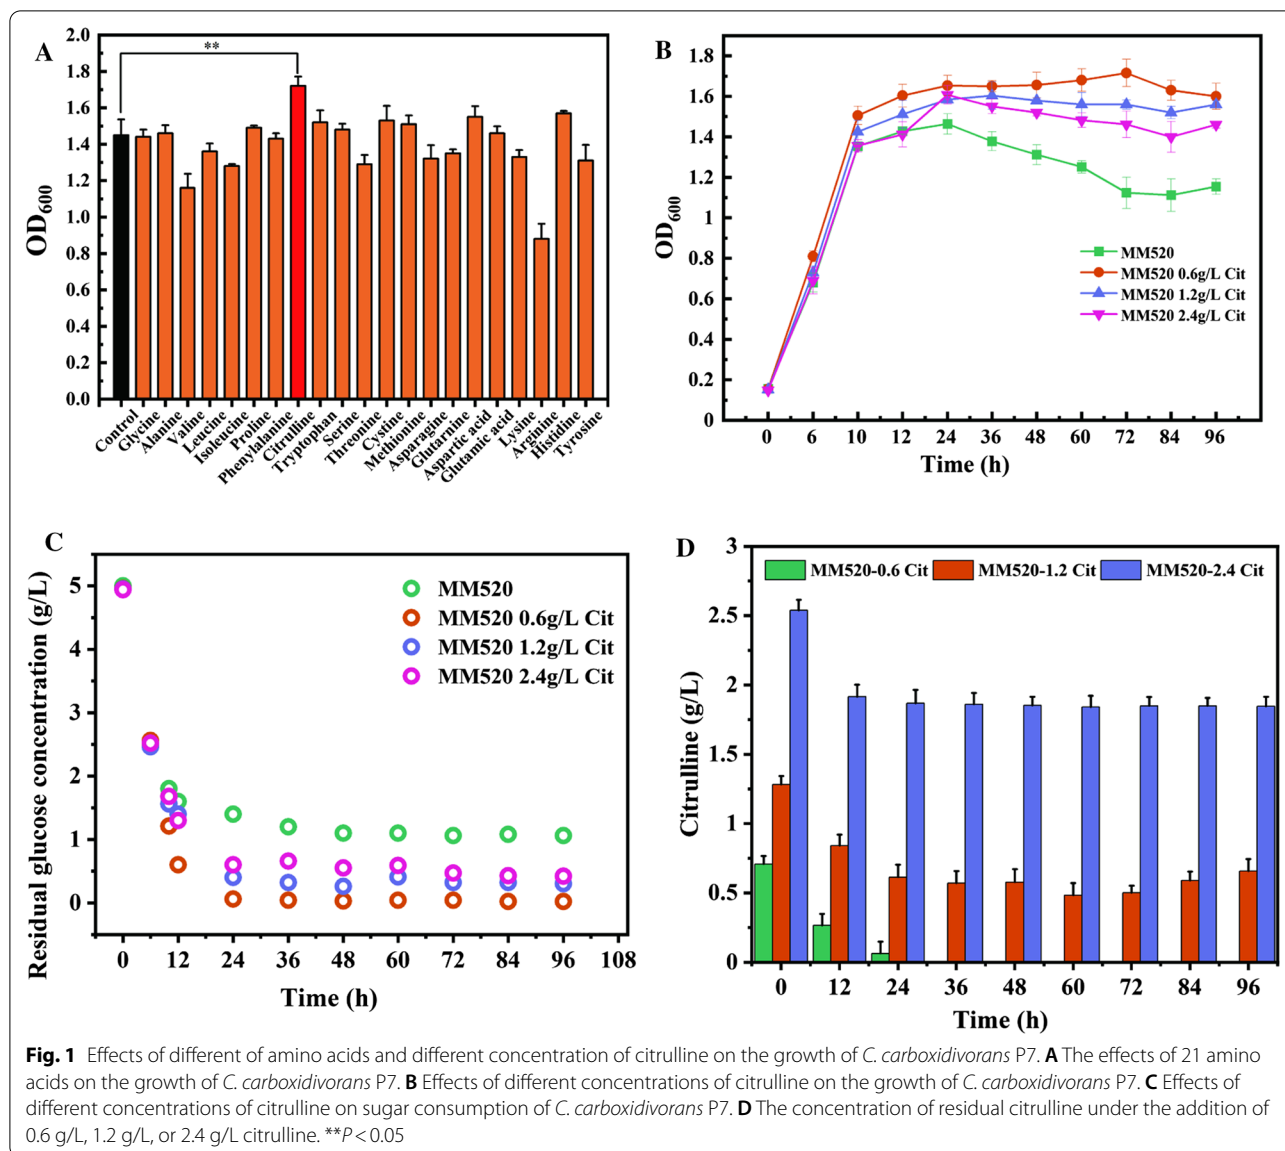 A
2.0
1.8
1.6
1.4
1.2
1.0
0.8
0.6
0.4
0.2
0.0
OD600
**
Control
Glycine
Alanine
Valine
Leucine
Isoleucine
Proline
Phenylalanine
Citrulline
Tryptophan
Serine
Threonine
Cystine
Methionine
Asparagine
Glutarnine
Aspartic acid
Glutamic acid
Lysine
Arginine
Histidine
Tyrosine
B
1.8
1.6
1.4
1.2
1
0.8
0.6
0.4
0.2
0
OD600
MM520
MM520 0.6g/L Cit
MM520 1.2g/L Cit
MM520 2.4g/L Cit
0 6 10 12 24 36 48 60 72 84 96
Time (h)
C
5
4
3
2
1
0
Residual glucose concentration (g/L)
MM520
MM520 0.6g/L Cit
MM520 1.2g/L Cit
MM520 2.4g/L Cit
0 12 24 36 48 60 72 84 96 108
Time (h)
D
3
2.5
2
1.5
1
0.5
0
Citrulline (g/L)
MM520-0.6 Cit MM520-1.2 Cit MM520-2.4 Cit
0 12 24 36 48 60 72 84 96
Time (h)
Fig. 1 Effects of different of amino acids and different concentration of citrulline on the growth of C. carboxidivorans P7. A The effects of 21 amino
acids on the growth of C. carboxidivorans P7. B Effects of different concentrations of citrulline on the growth of C. carboxidivorans P7. C Effects of
different concentrations of citrulline on sugar consumption of C. carboxidivorans P7. D The concentration of residual citrulline under the addition of
0.6 g/L, 1.2 g/L, or 2.4 g/L citrulline. **P < 0.05